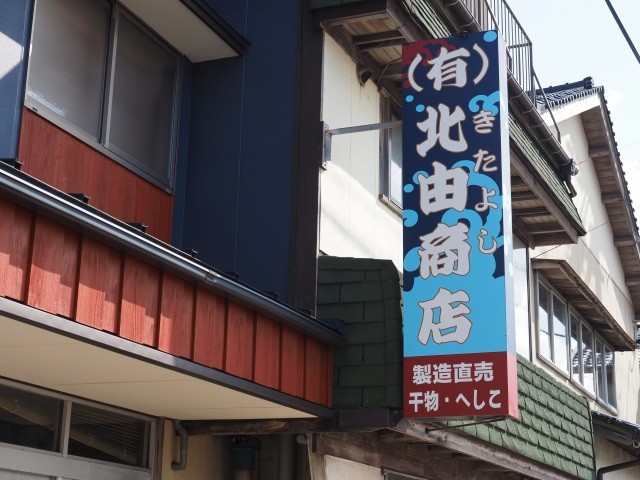 (有)北由商店
きたよし
製造直売
干物・へしこ